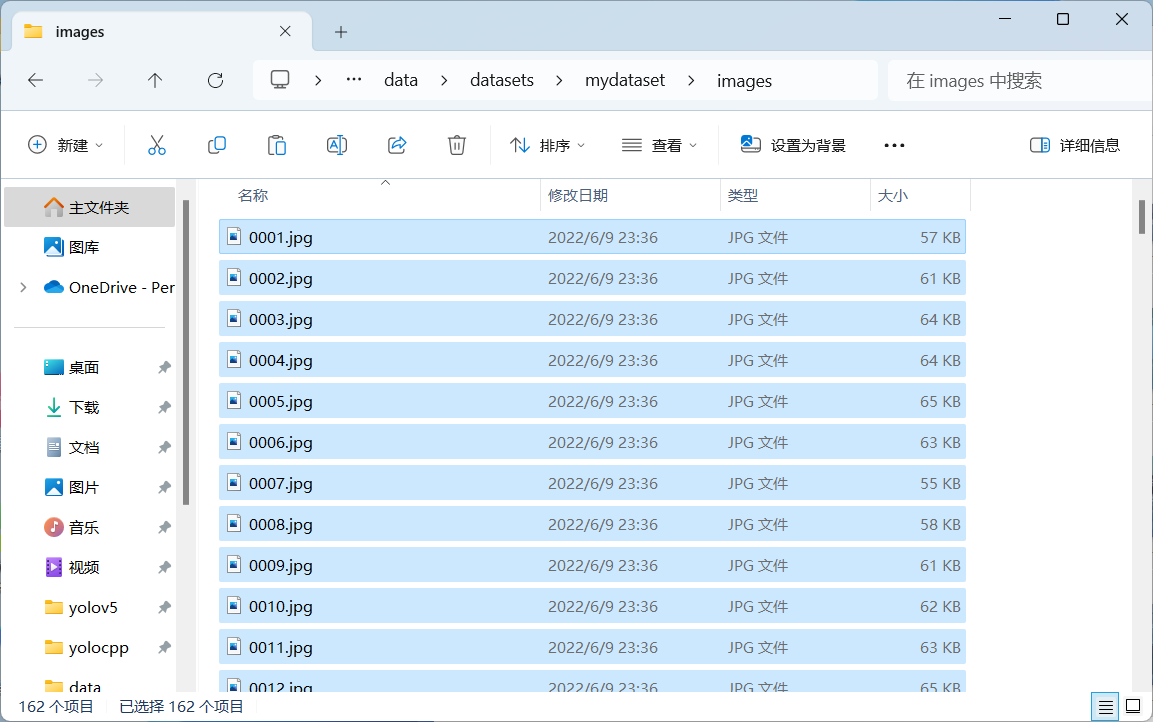 images
data > datasets > mydataset > images
在 images 中搜索
新建 排序 查看 设置为背景 详细信息
主文件夹
图库
OneDrive - Per
桌面
下载
文档
图片
音乐
视频
yolov5
yolocpp
data
名称 修改日期 类型 大小
0001.jpg 2022/6/9 23:36 JPG 文件 57 KB
0002.jpg 2022/6/9 23:36 JPG 文件 61 KB
0003.jpg 2022/6/9 23:36 JPG 文件 64 KB
0004.jpg 2022/6/9 23:36 JPG 文件 64 KB
0005.jpg 2022/6/9 23:36 JPG 文件 65 KB
0006.jpg 2022/6/9 23:36 JPG 文件 63 KB
0007.jpg 2022/6/9 23:36 JPG 文件 55 KB
0008.jpg 2022/6/9 23:36 JPG 文件 58 KB
0009.jpg 2022/6/9 23:36 JPG 文件 61 KB
0010.jpg 2022/6/9 23:36 JPG 文件 62 KB
0011.jpg 2022/6/9 23:36 JPG 文件 63 KB
0012.jpg 2022/6/9 23:36 JPG 文件 65 KB
162 个项目 已选择 162 个项目